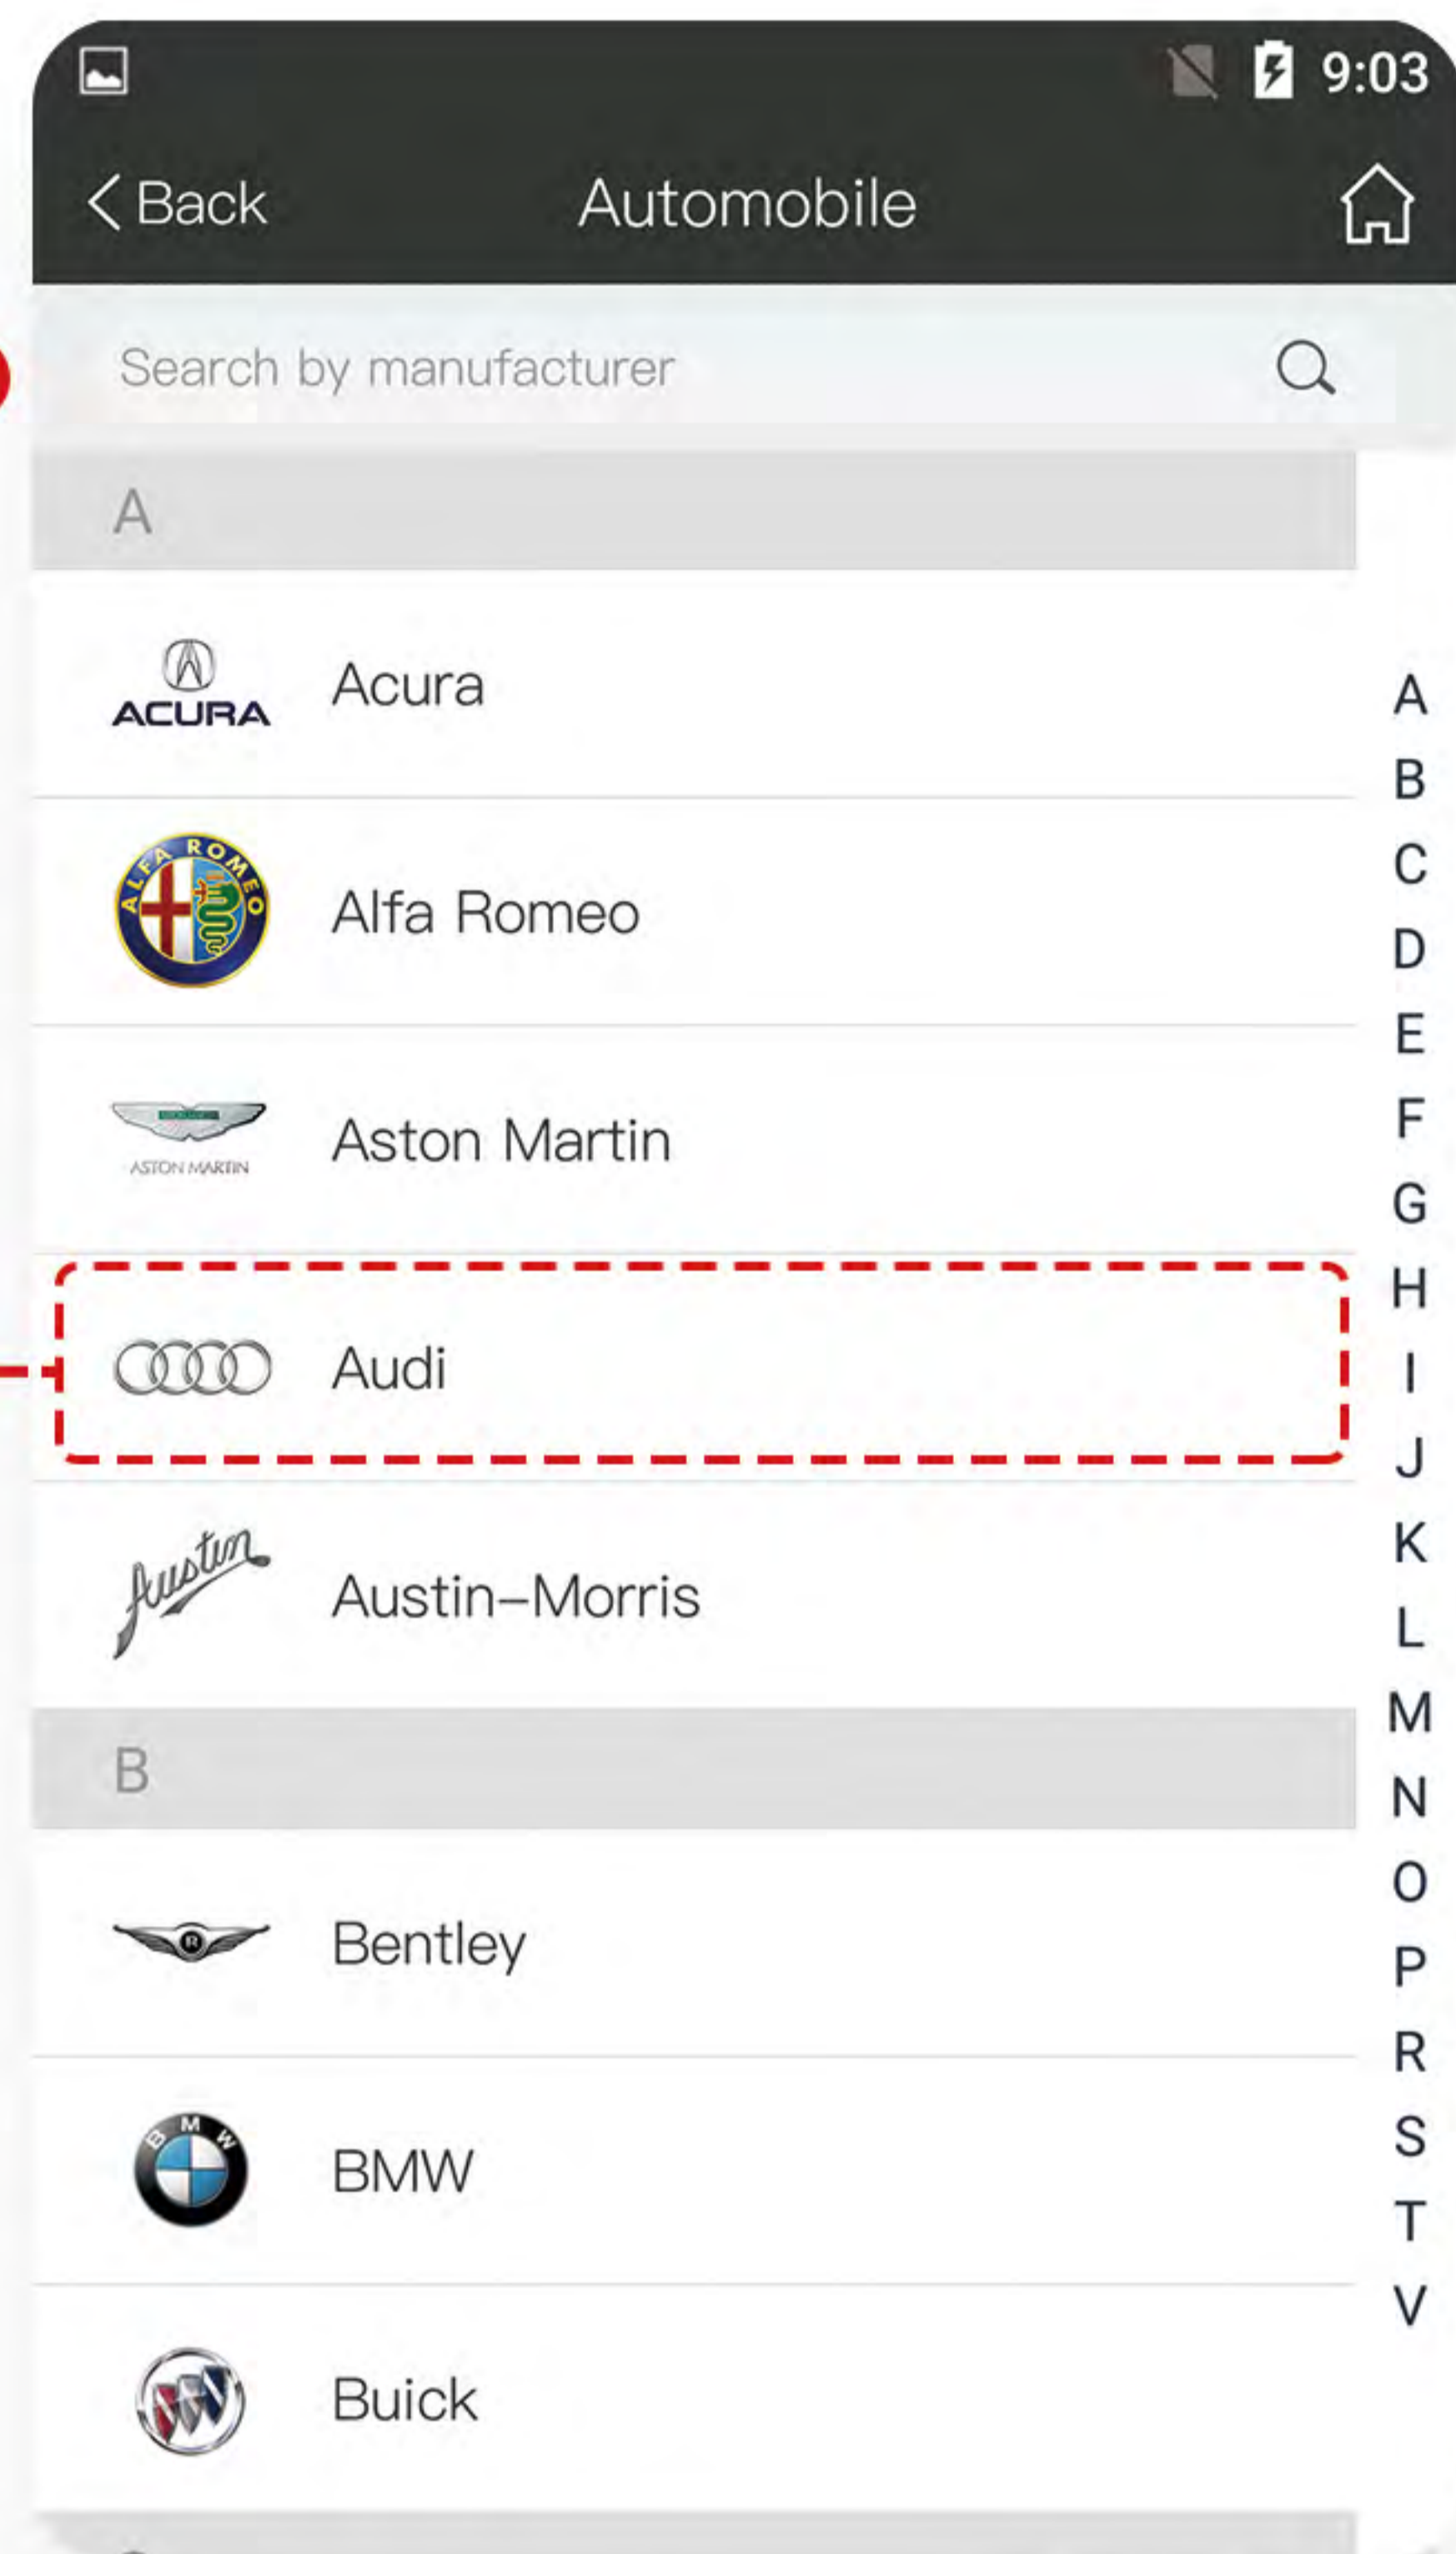 9:03
Back
Automobile
Search by manufacturer
A
ACURA
Acura
ALFA ROMEO
Alfa Romeo
ASTON MARTIN
Aston Martin
Audi
Austin
Austin–Morris
B
Bentley
BMW
BMW
Buick
A
B
C
D
E
F
G
H
I
J
K
L
M
N
O
P
R
S
T
V